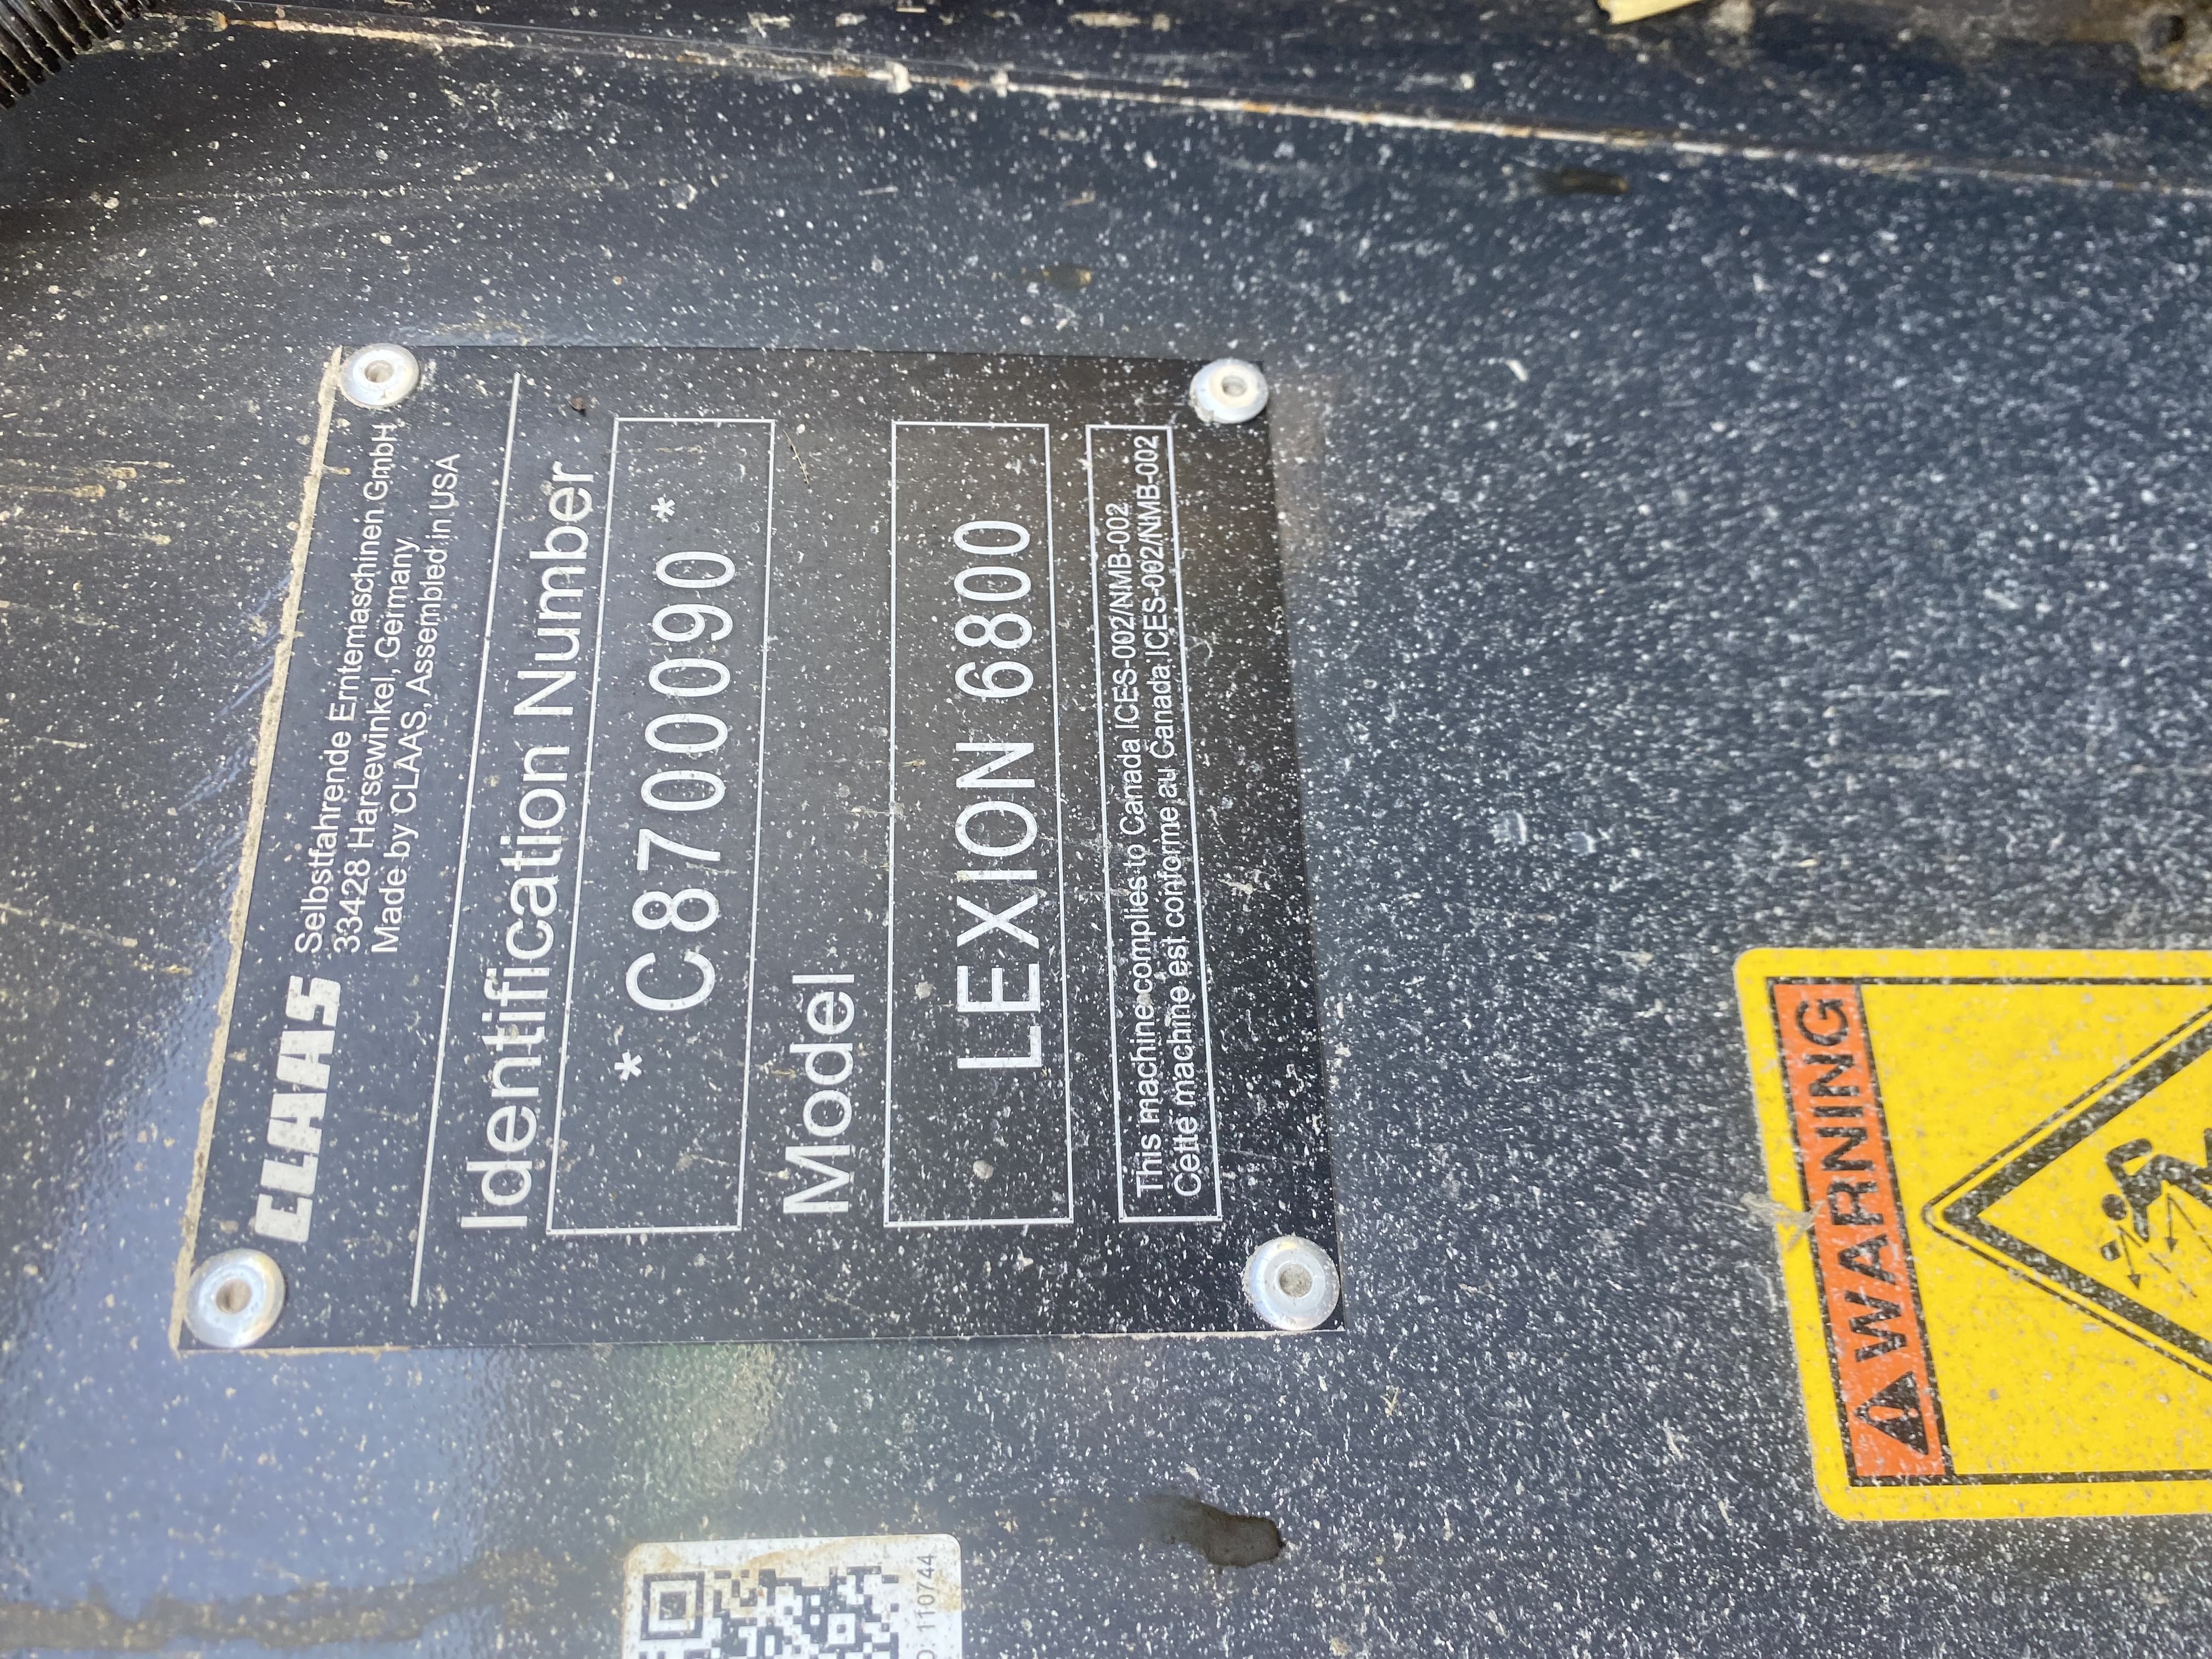 CLAAS
Selbstfahrende Erntemaschinen GmbH
33428 Harsewinkel, Germany
Made by CLAAS, Assembled in USA
Identification Number
* C8700090 *
Model
LEXION 6800
This machine complies to Canada ICES-002/NMB-002
Cette machine est conforme au Canada ICES-002/NMB-002
WARNING
: 110744